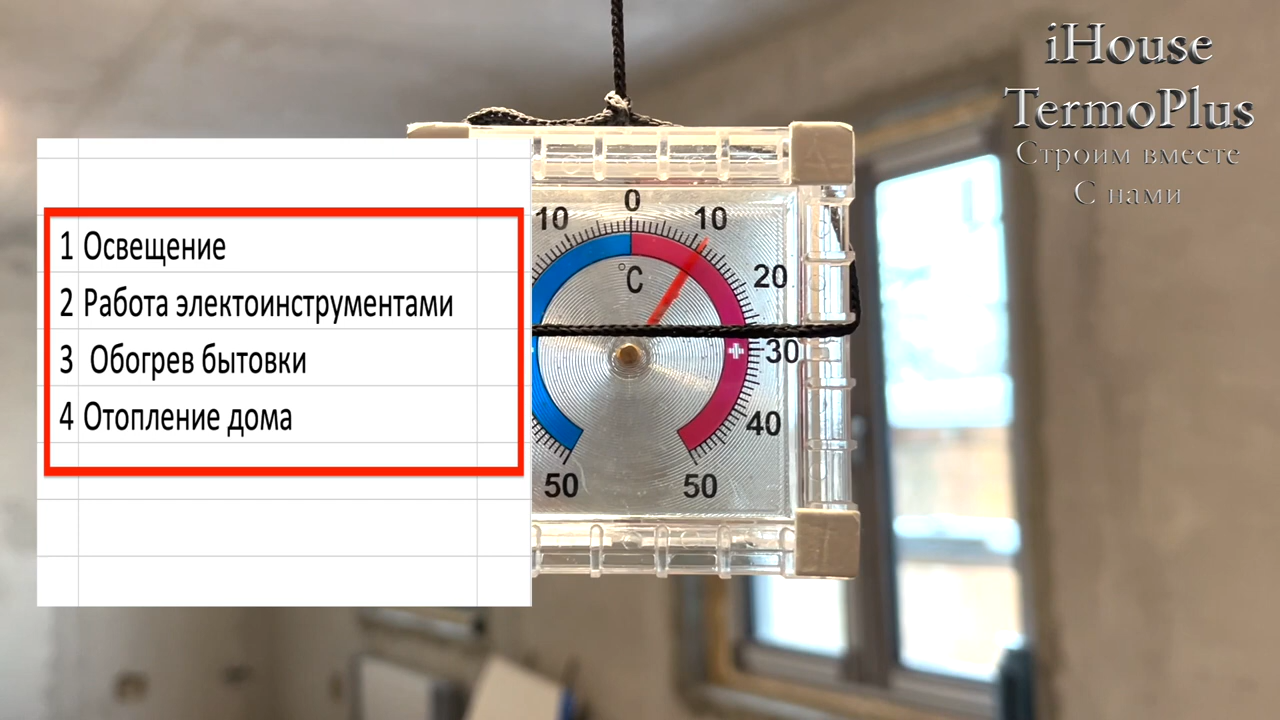 iHouse
TermoPlus
Строим вместе
С нами
1 Освещение
2 Работа электоинструментами
3 Обогрев бытовки
4 Отопление дома
10 0 10
20
30
40
50 50
°C